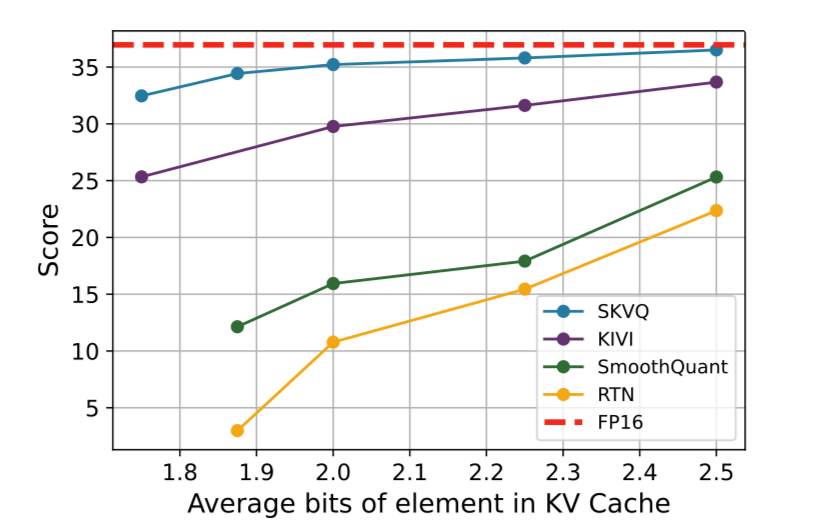 Score
35
30
25
20
15
10
5
1.8 1.9 2.0 2.1 2.2 2.3 2.4 2.5
Average bits of element in KV Cache
SKVQ
KIVI
SmoothQuant
RTN
FP16